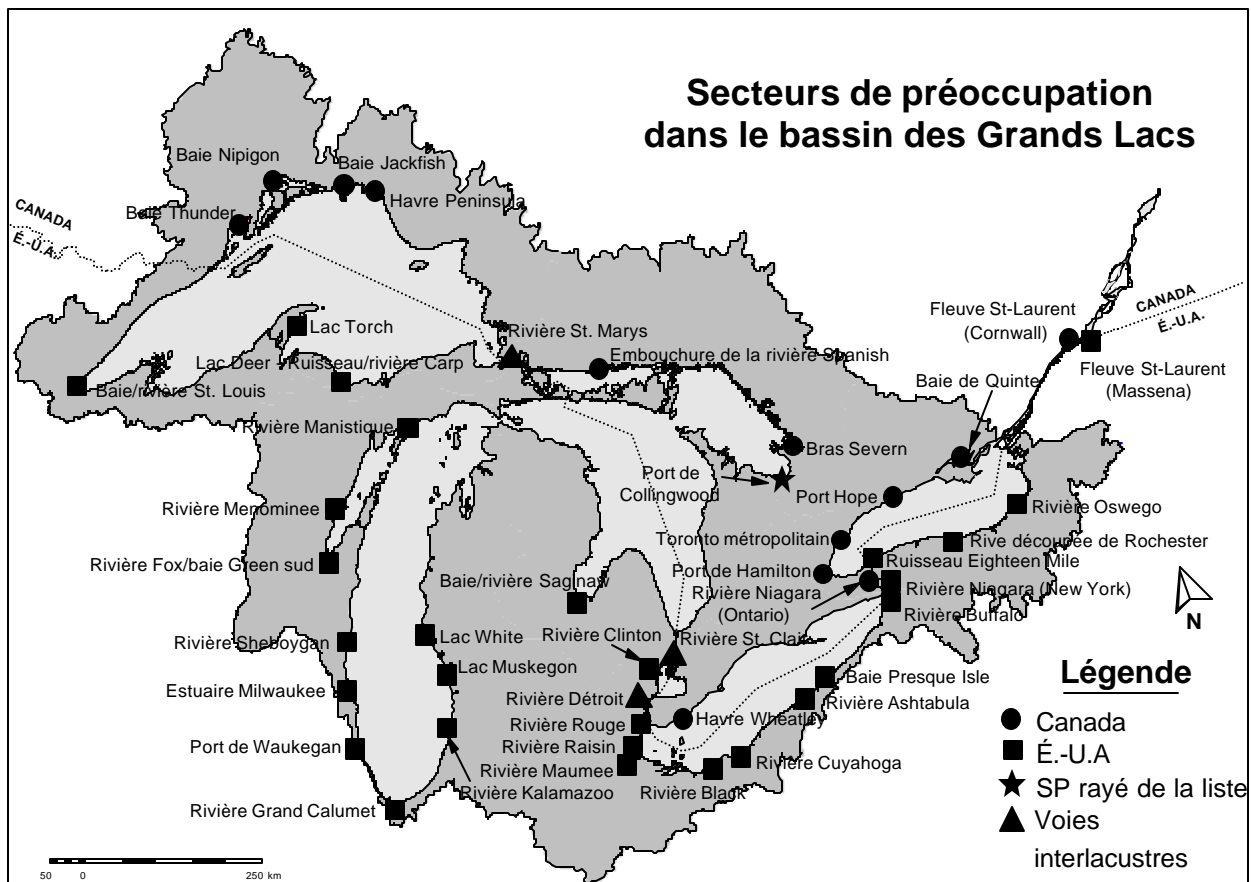 Secteurs de préoccupation
dans le bassin des Grands Lacs
Baie Nipigon
Baie Jackfish
Havre Peninsula
Baie Thunder
CANADA
É.-U.A.
Lac Torch
Rivière St. Marys
Lac Deer - Ruisseau/rivière Carp
Embouchure de la rivière Spanish
Baie/rivière St. Louis
Rivière Manistique
Fleuve St-Laurent
(Cornwall)
CANADA
É.-U.A.
Fleuve St-Laurent
(Massena)
Baie de Quinte
Bras Severn
Port de
Collingwood
Port Hope
Rivière Menominee
Rivière Oswego
Toronto métropolitain
Rive découpée de Rochester
Rivière Fox/baie Green sud
Ruisseau Eighteen Mile
Port de Hamilton
Baie/rivière Saginaw
Rivière Niagara
(Ontario)
Rivière Niagara (New York)
Rivière Buffalo
N
Rivière Sheboygan
Lac White
Rivière Clinton
Rivière St. Clair
Lac Muskegon
Légende
Baie Presque Isle
Estuaire Milwaukee
Rivière Détroit
Rivière Ashtabula
Rivière Rouge
Havre Wheatley
Canada
Port de Waukegan
Rivière Raisin
É.-U.A
Rivière Maumee
Rivière Cuyahoga
Rivière Kalamazoo
Rivière Black
SP rayé de la liste
Rivière Grand Calumet
Voies
interlacustres
50 0 250 km